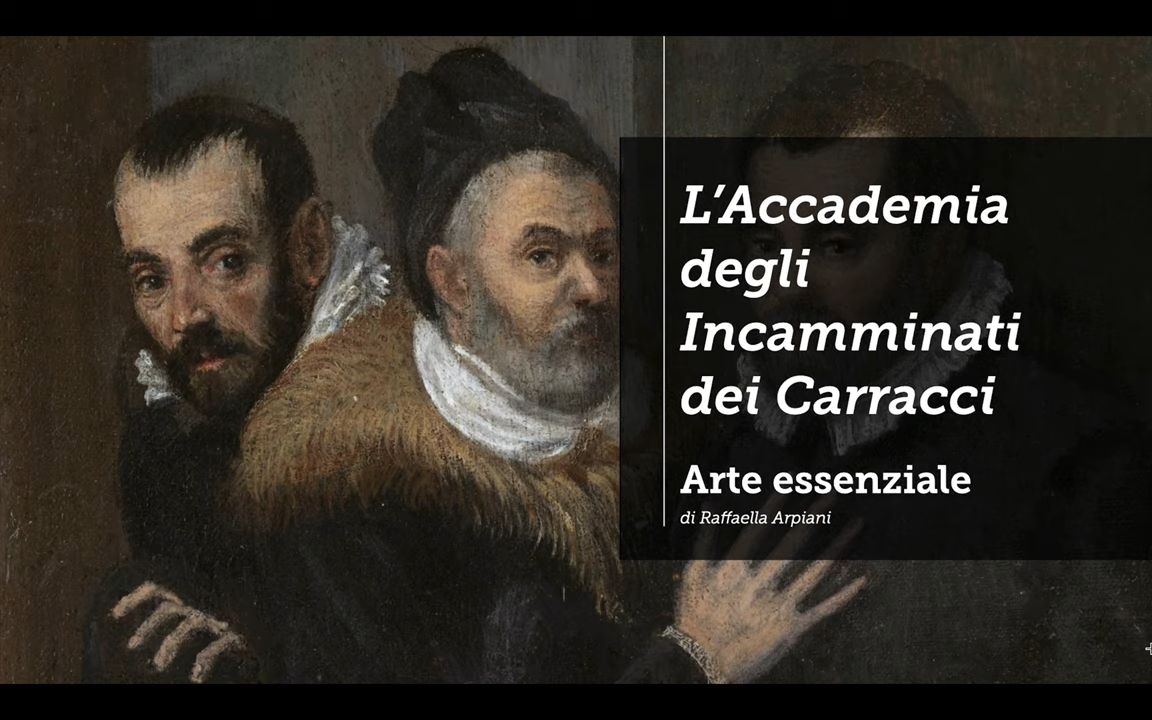 L’Accademia
degli
Incamminati
dei Carracci
Arte essenziale
di Raffaella Arpiani